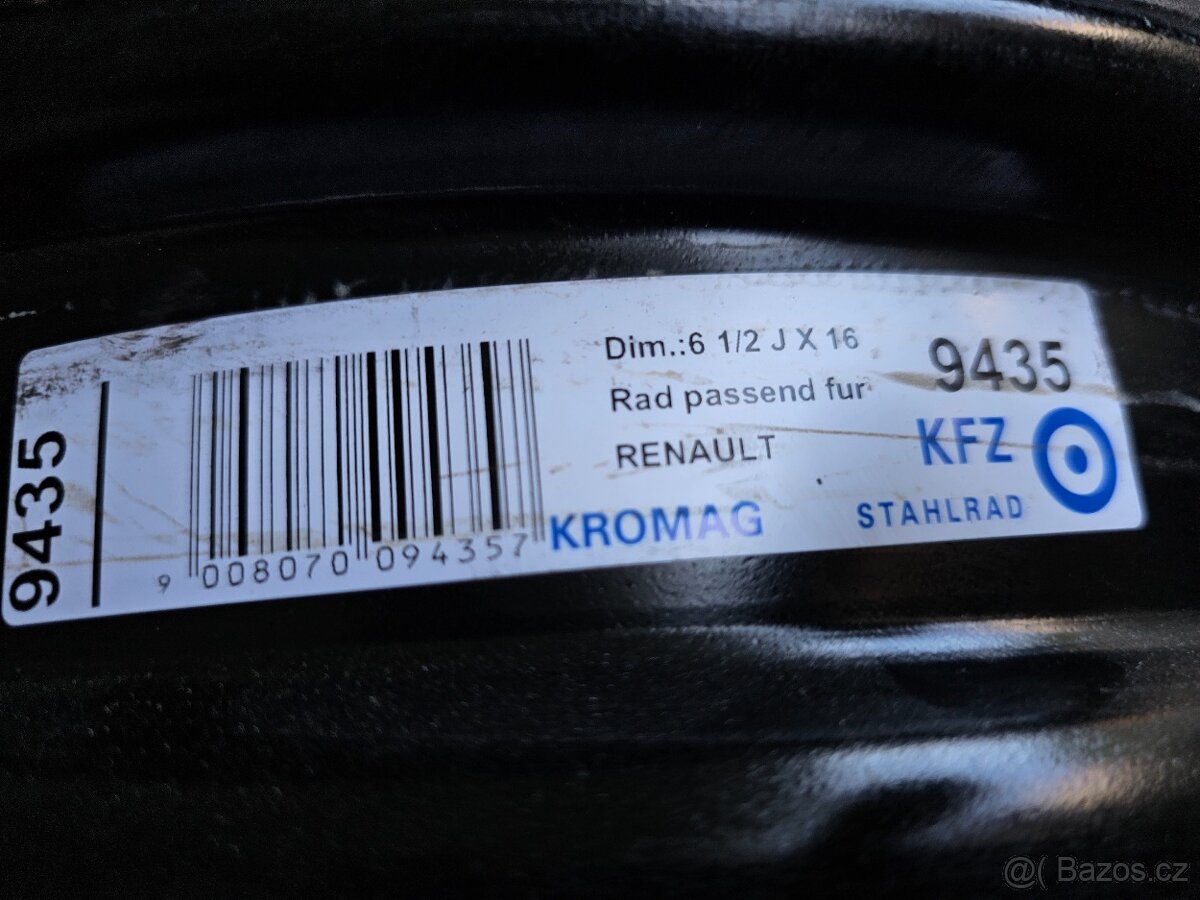 9435
9 008070 094357
Dim.:6 1/2 J X 16
Rad passend fur
RENAULT
KROMAG
9435
KFZ
STAHLRAD
@( Bazos.cz